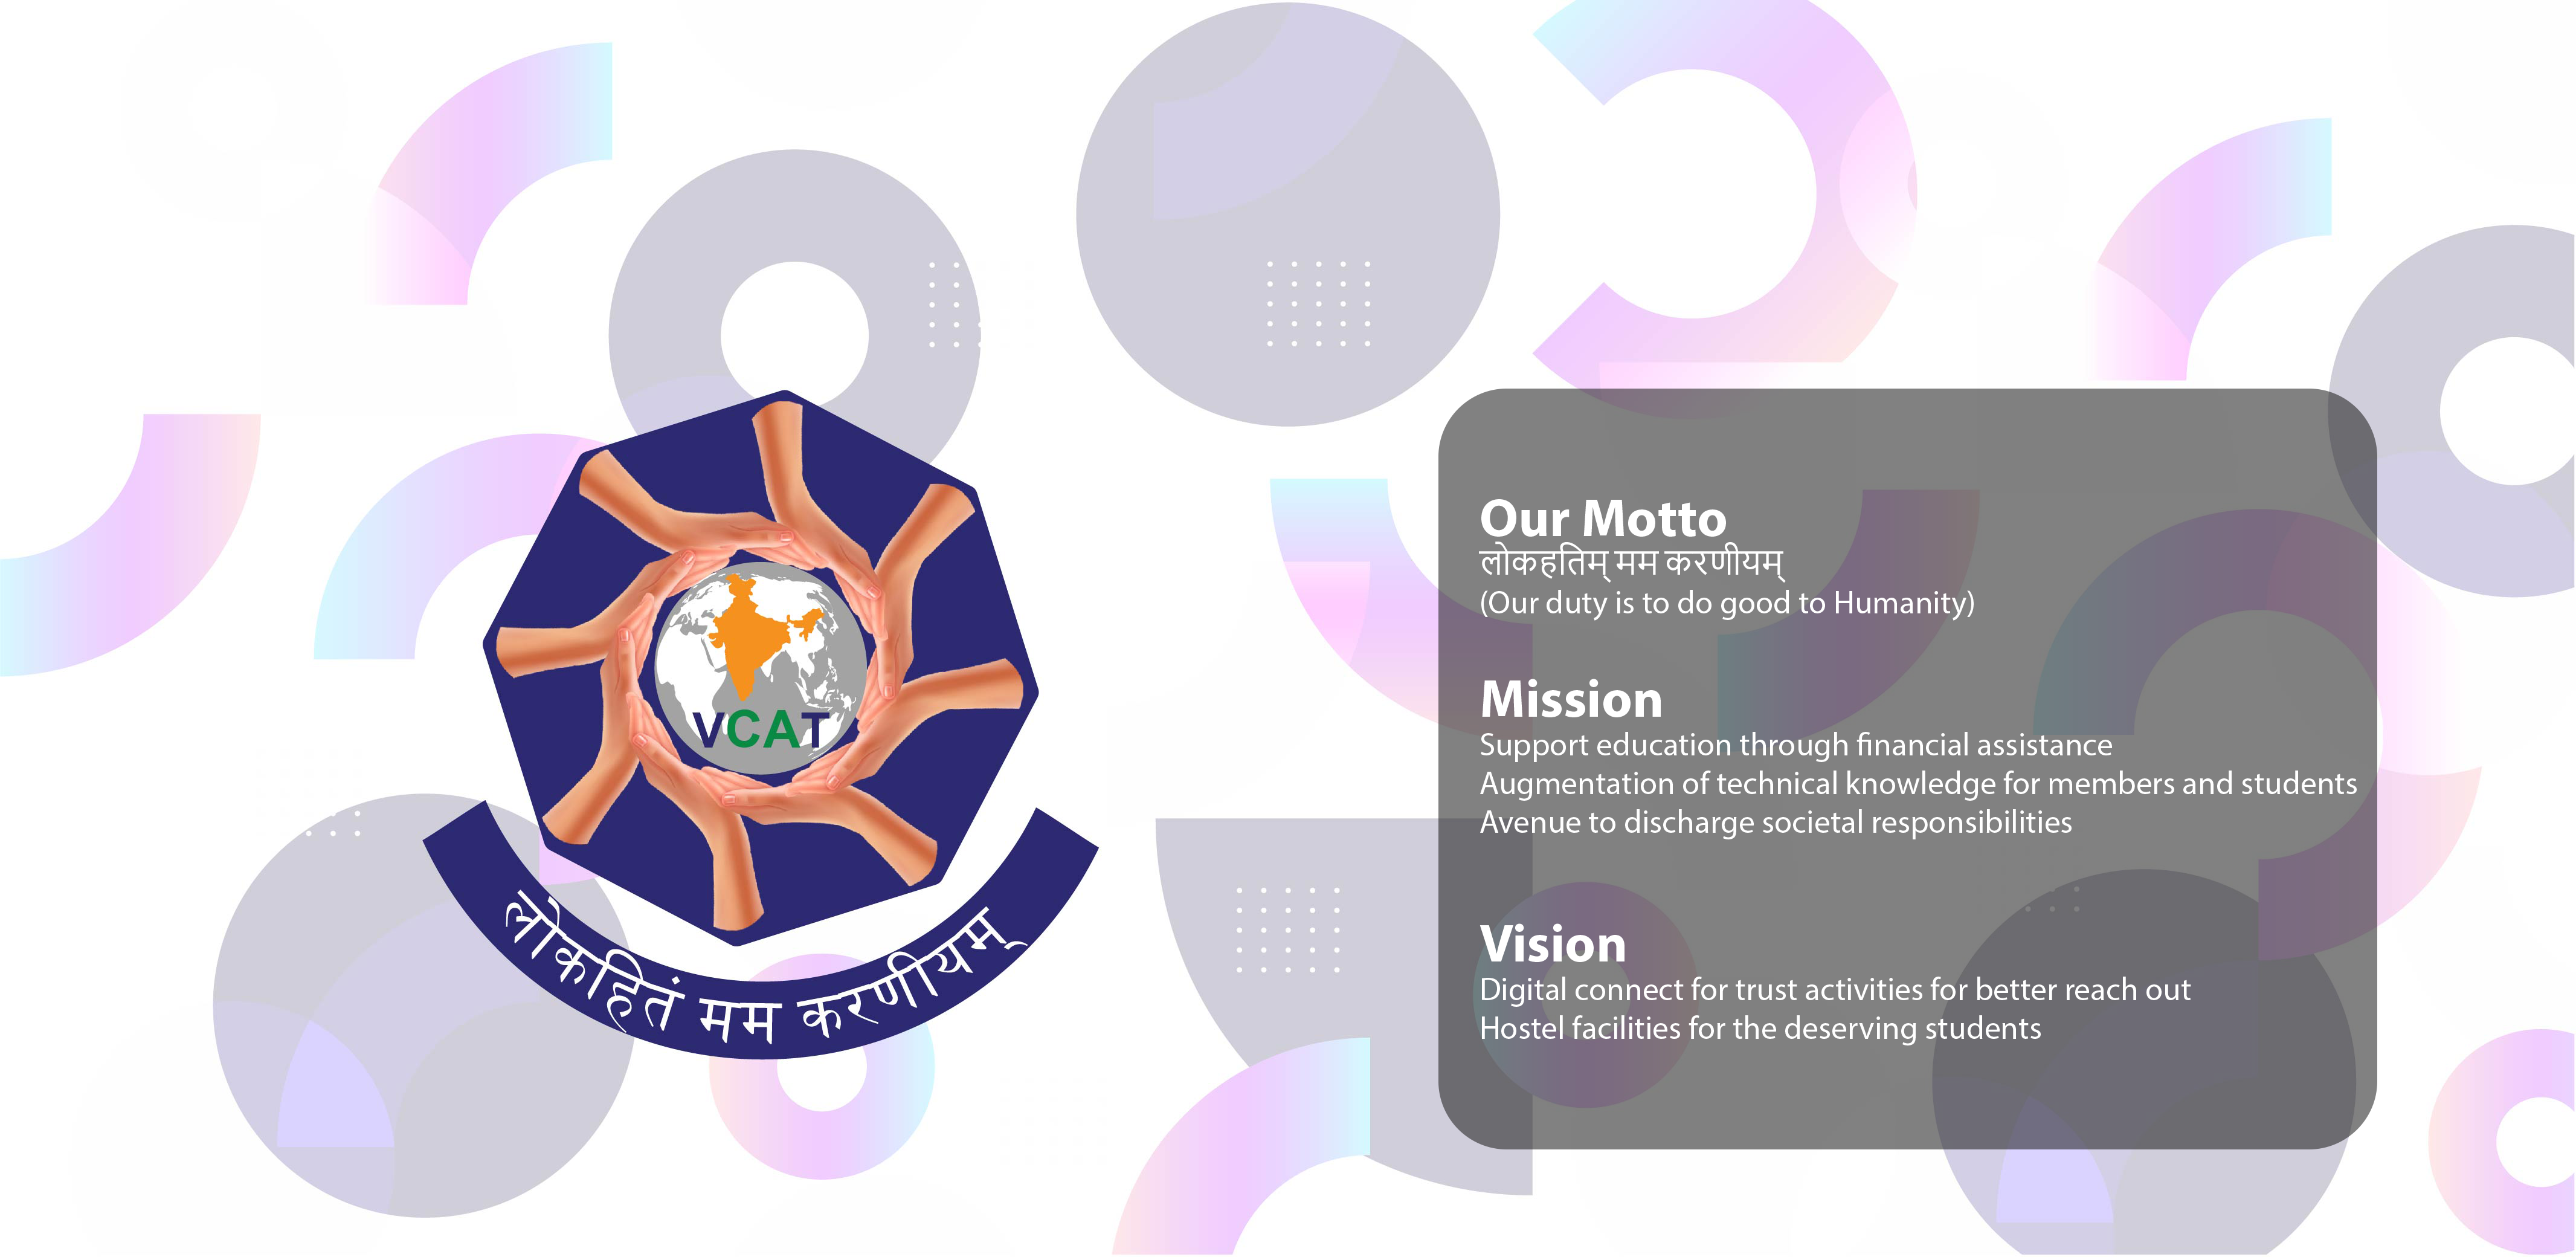 VCAT
लोकहितं मम करणीयम्
Our Motto
लोकहतिम् मम करणीयम्
(Our duty is to do good to Humanity)
Mission
Support education through financial assistance
Augmentation of technical knowledge for members and students
Avenue to discharge societal responsibilities
Vision
Digital connect for trust activities for better reach out
Hostel facilities for the deserving students